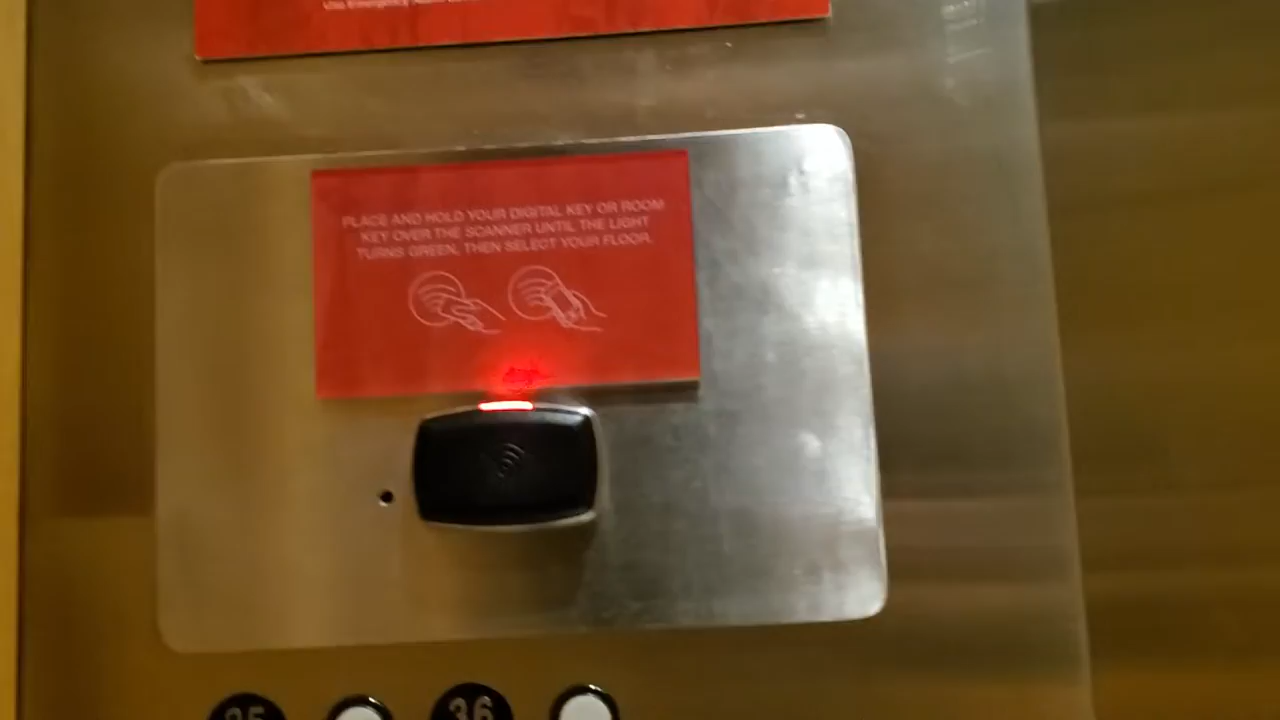 PLACE AND HOLD YOUR DIGITAL KEY OR ROOM
KEY OVER THE SCANNER UNTIL THE LIGHT
TURNS GREEN, THEN SELECT YOUR FLOOR.
36